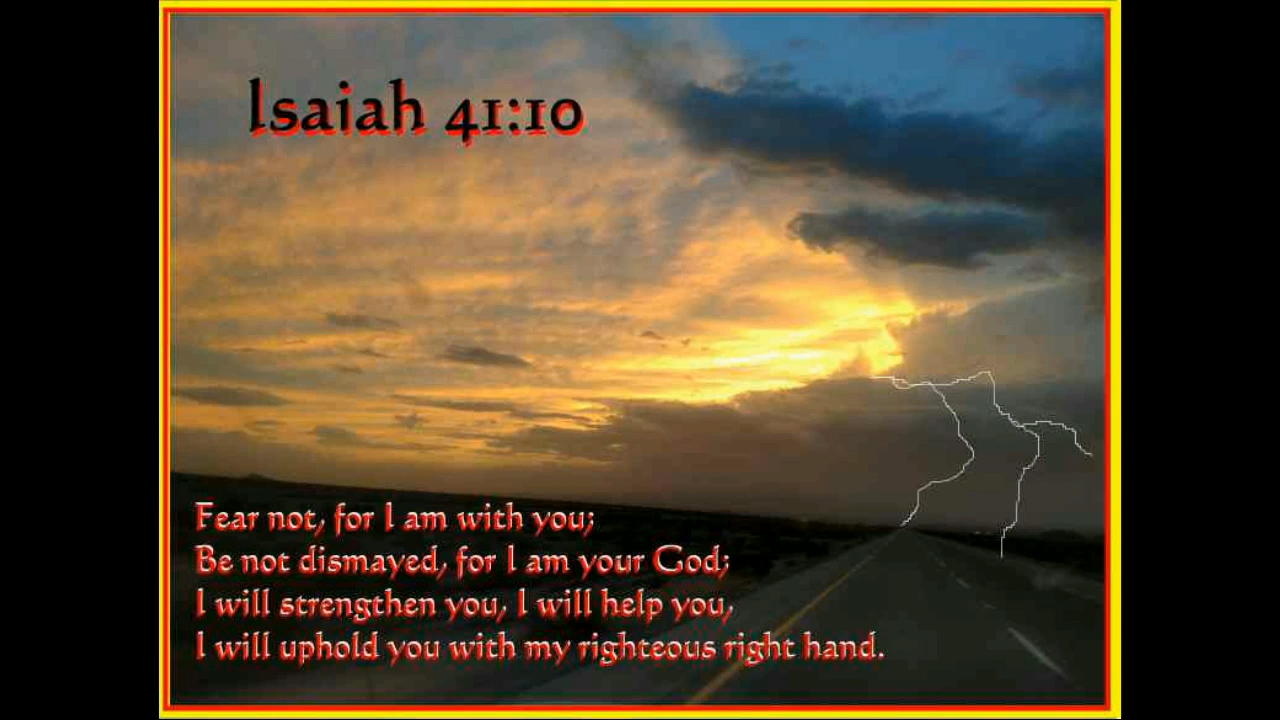 Isaiah 41:10
Fear not, for I am with you;
Be not dismayed, for I am your God;
I will strengthen you, I will help you,
I will uphold you with my righteous right hand.